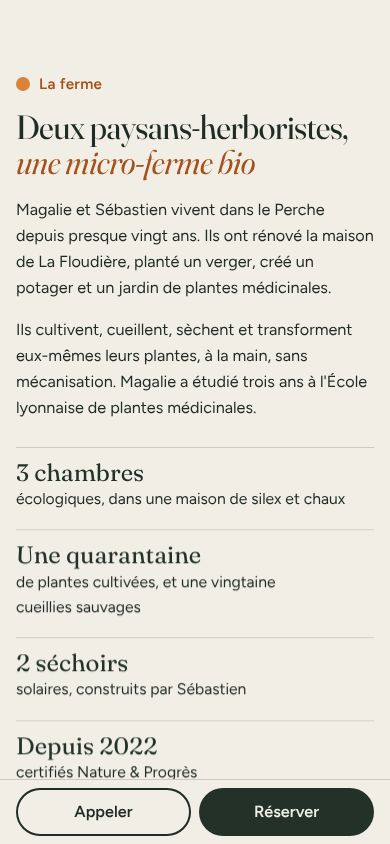 La ferme
Deux paysans-herboristes,
une micro-ferme bio
Magalie et Sébastien vivent dans le Perche
depuis presque vingt ans. Ils ont rénové la maison
de La Floudière, planté un verger, créé un
potager et un jardin de plantes médicinales.
Ils cultivent, cueillent, sèchent et transforment
eux-mêmes leurs plantes, à la main, sans
mécanisation. Magalie a étudié trois ans à l'École
lyonnaise de plantes médicinales.
3 chambres
écologiques, dans une maison de silex et chaux
Une quarantaine
de plantes cultivées, et une vingtaine
cueillies sauvages
2 séchoirs
solaires, construits par Sébastien
Depuis 2022
certifiés Nature & Progrès
Appeler
Réserver